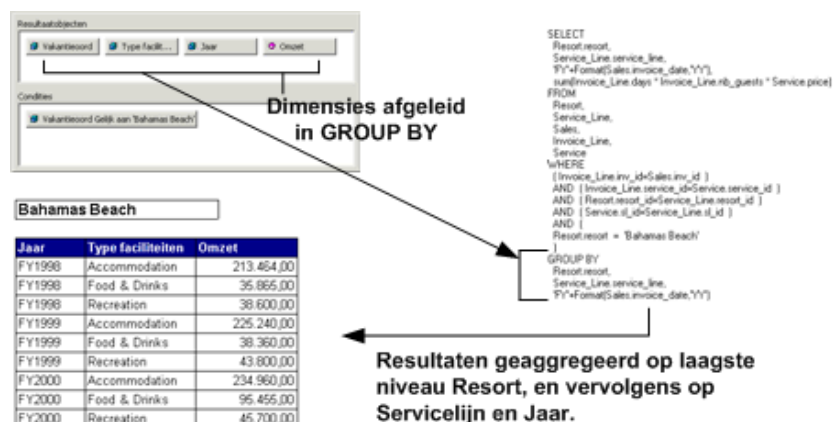 Resultaatobjecten
Vakantieoord Type facilit... Jaar Omzet
Condities
Vakantieoord Gelijk aan 'Bahamas Beach'
Dimensies afgeleid
in GROUP BY
SELECT
Resort.resort,
Service_Line.service_line,
'FY'+Format(Sales.invoice_date,'YY'),
sum(Invoice_Line.days * Invoice_Line.nb_guests * Service.price)
FROM
Resort,
Service_Line,
Sales,
Invoice_Line,
Service
WHERE
( Invoice_Line.inv_id=Sales.inv_id )
AND ( Invoice_Line.service_id=Service.service_id )
AND ( Resort.resort_id=Service_Line.resort_id )
AND ( Service.sl_id=Service_Line.sl_id )
AND (
Resort.resort = 'Bahamas Beach'
)
GROUP BY
Resort.resort,
Service_Line.service_line,
'FY'+Format(Sales.invoice_date,'YY')
Bahamas Beach
Jaar Type faciliteiten Omzet
FY1998 Accommodation 213.464,00
FY1998 Food & Drinks 35.865,00
FY1998 Recreation 38.600,00
FY1999 Accommodation 225.240,00
FY1999 Food & Drinks 38.360,00
FY1999 Recreation 43.800,00
FY2000 Accommodation 234.960,00
FY2000 Food & Drinks 95.455,00
FY2000 Recreation 45.700,00
Resultaten geaggregeerd op laagste
niveau Resort, en vervolgens op
Servicelijn en Jaar.